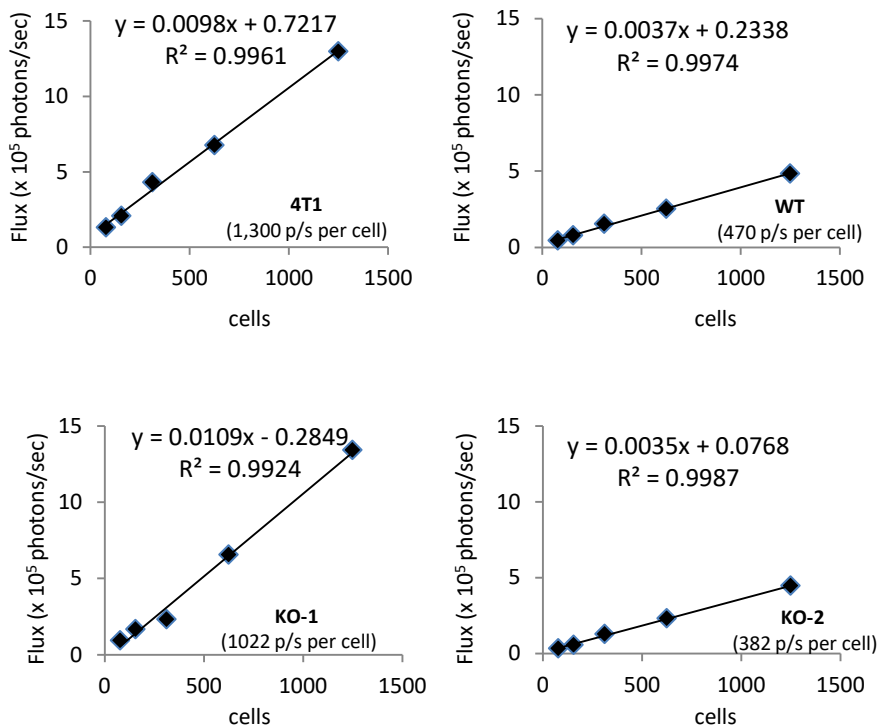 y = 0.0098x + 0.7217
R² = 0.9961
15
10
5
0
Flux (x 10⁵ photons/sec)
4T1
(1,300 p/s per cell)
0 500 1000 1500
cells
y = 0.0037x + 0.2338
R² = 0.9974
15
10
5
0
Flux (x 10⁵ photons/sec)
WT
(470 p/s per cell)
0 500 1000 1500
cells
y = 0.0109x - 0.2849
R² = 0.9924
15
10
5
0
Flux (x 10⁵ photons/sec)
KO-1
(1022 p/s per cell)
0 500 1000 1500
cells
y = 0.0035x + 0.0768
R² = 0.9987
15
10
5
0
Flux (x 10⁵ photons/sec)
KO-2
(382 p/s per cell)
0 500 1000 1500
cells